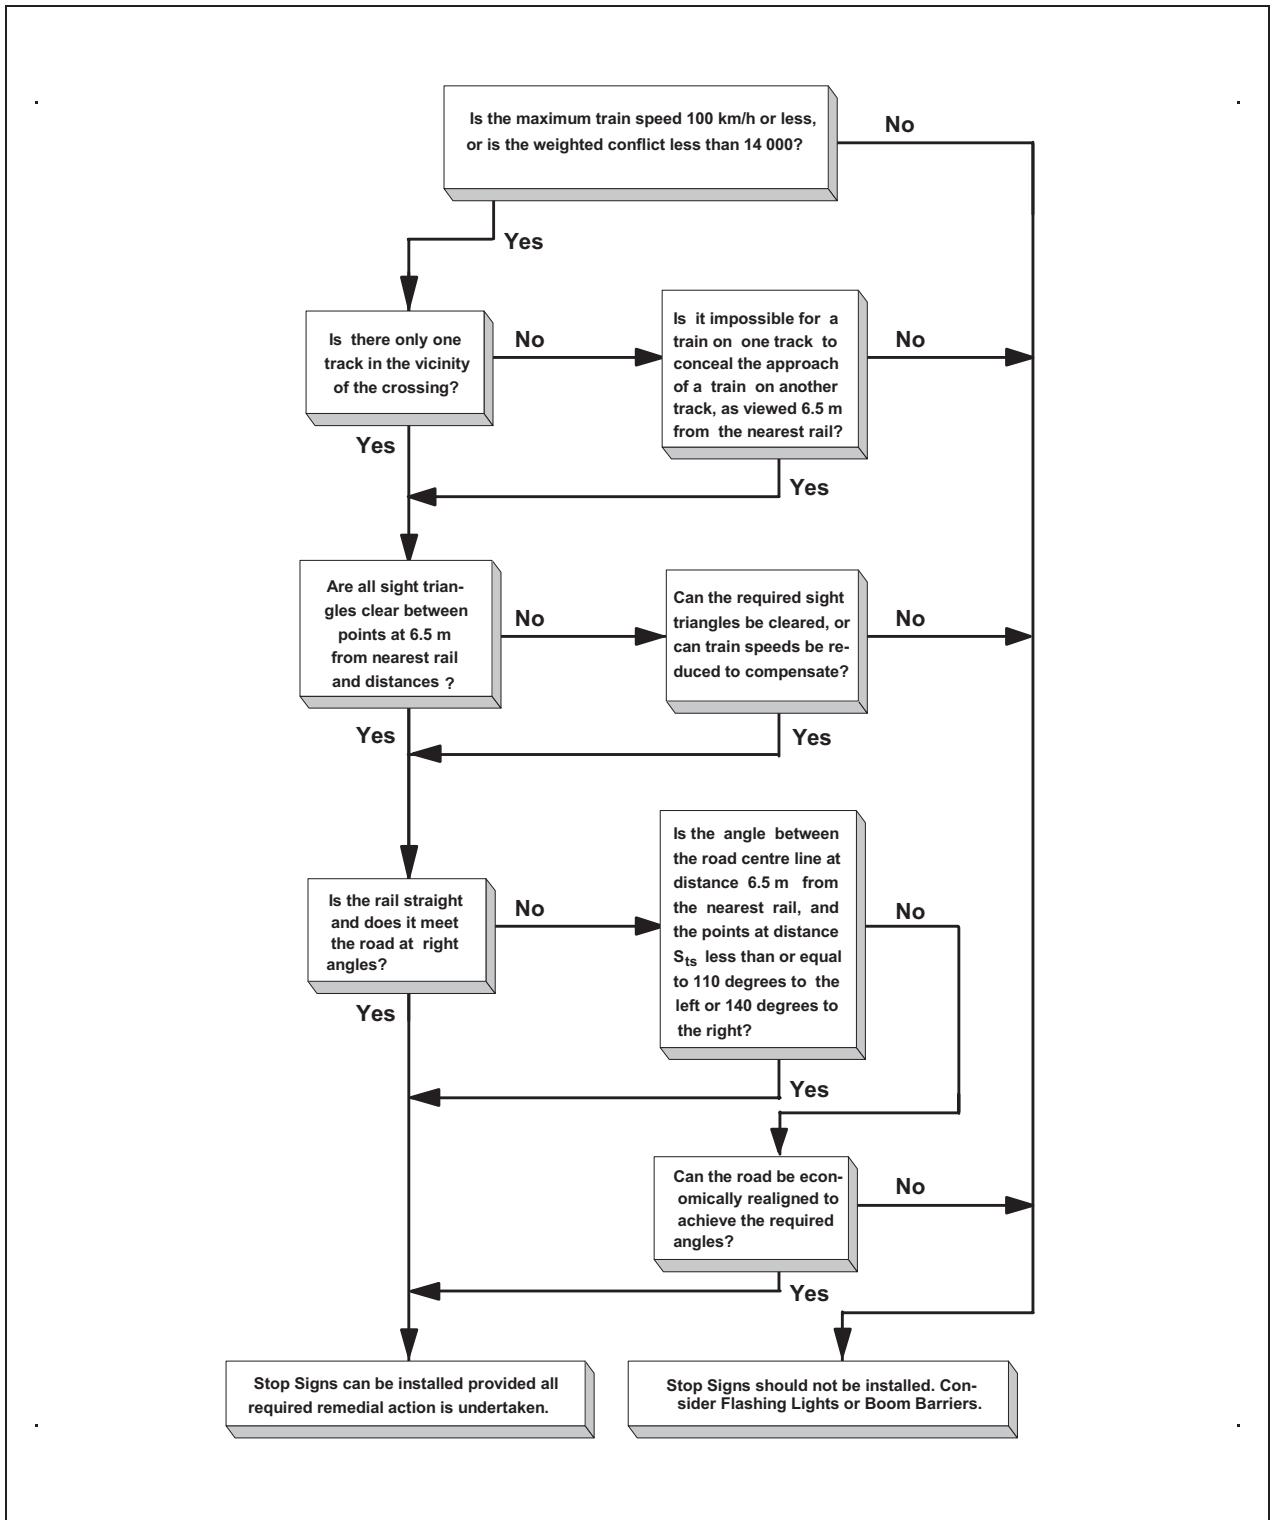 Is the maximum train speed 100 km/h or less,
or is the weighted conflict less than 14 000?
No
Yes
Is there only one
track in the vicinity
of the crossing?
No
Is it impossible for a
train on one track to
conceal the approach
of a train on another
track, as viewed 6.5 m
from the nearest rail?
No
Yes
Yes
Are all sight trian-
gles clear between
points at 6.5 m
from nearest rail
and distances ?
No
Can the required sight
triangles be cleared, or
can train speeds be re-
duced to compensate?
No
Yes
Yes
Is the rail straight
and does it meet
the road at right
angles?
No
Is the angle between
the road centre line at
distance 6.5 m from
the nearest rail, and
the points at distance
Sts less than or equal
to 110 degrees to the
left or 140 degrees to
the right?
No
Yes
Yes
Can the road be econ-
omically realigned to
achieve the required
angles?
No
Yes
Stop Signs can be installed provided all
required remedial action is undertaken.
Stop Signs should not be installed. Con-
sider Flashing Lights or Boom Barriers.